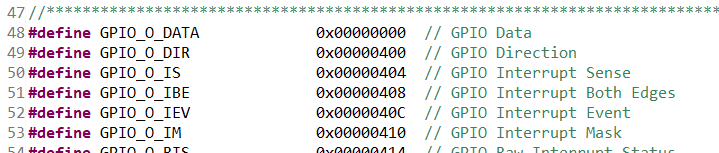 47//*****************************************************************************
48#define GPIO_O_DATA 0x00000000 // GPIO Data
49#define GPIO_O_DIR 0x00000400 // GPIO Direction
50#define GPIO_O_IS 0x00000404 // GPIO Interrupt Sense
51#define GPIO_O_IBE 0x00000408 // GPIO Interrupt Both Edges
52#define GPIO_O_IEV 0x0000040C // GPIO Interrupt Event
53#define GPIO_O_IM 0x00000410 // GPIO Interrupt Mask
54#define GPIO_O_RIS 0x00000414 // GPIO Raw Interrupt Status